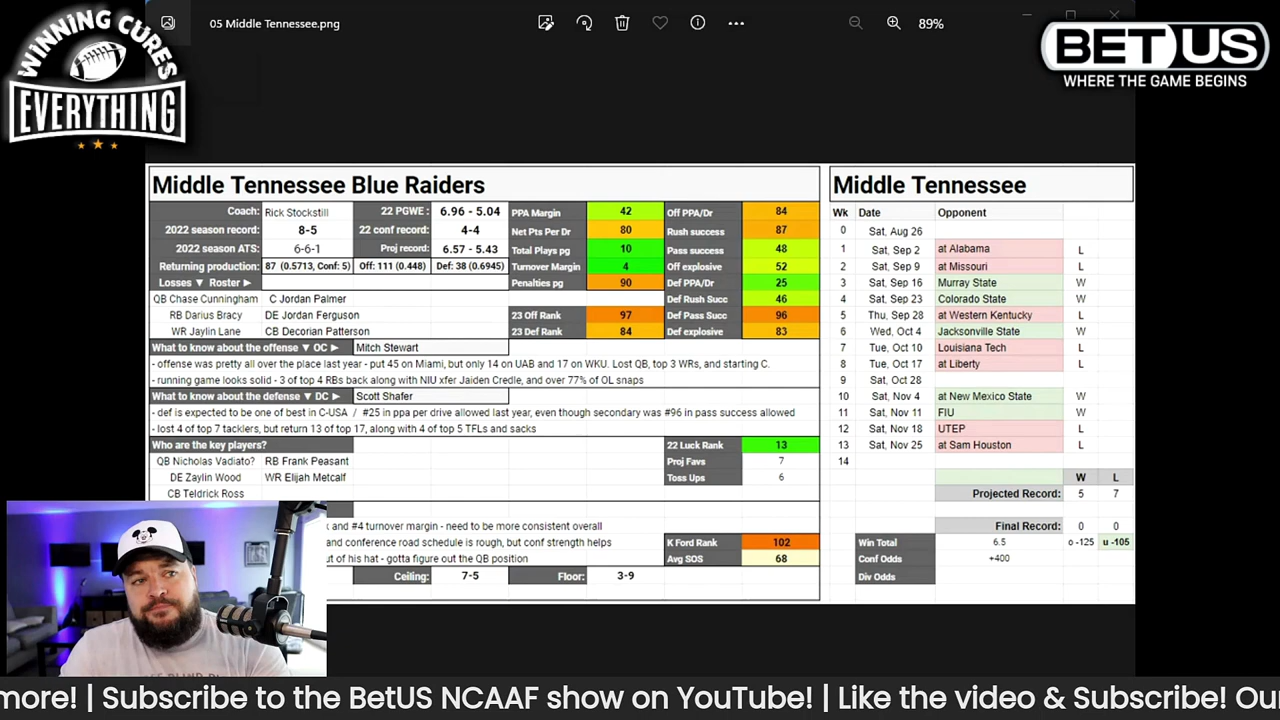 WINNING CURES
EVERYTHING
05 Middle Tennessee.png
89%
BETUS
WHERE THE GAME BEGINS
Middle Tennessee Blue Raiders
Coach: Rick Stockstill 22 PGWE : 6.96 - 5.04 PPA Margin 42 Off PPA/Dr 84
2022 season record: 8-5 22 conf record: 4-4 Net Pts Per Dr 80 Rush success 87
2022 season ATS: 6-6-1 Proj record: 6.57 - 5.43 Total Plays pg 10 Pass success 48
Returning production: 87 (0.5713, Conf: 5) Off: 111 (0.448) Def: 38 (0.6945) Turnover Margin 4 Off explosive 52
Losses ▼ Roster ► Penalties pg 90 Def PPA/Dr 25
QB Chase Cunningham C Jordan Palmer Def Rush Succ 46
RB Darius Bracy DE Jordan Ferguson 23 Off Rank 97 Def Pass Succ 96
WR Jaylin Lane CB Decorian Patterson 23 Def Rank 84 Def explosive 83
What to know about the offense ▼ OC ► Mitch Stewart
- offense was pretty all over the place last year - put 45 on Miami, but only 14 on UAB and 17 on WKU. Lost QB, top 3 WRs, and starting C.
- running game looks solid - 3 of top 4 RBs back along with NIU xfer Jaiden Credle, and over 77% of OL snaps
What to know about the defense ▼ DC ► Scott Shafer
- def is expected to be one of best in C-USA / #25 in ppa per drive allowed last year, even though secondary was #96 in pass success allowed
- lost 4 of top 7 tacklers, but return 13 of top 17, along with 4 of top 5 TFLs and sacks
Who are the key players? 22 Luck Rank 13
QB Nicholas Vadiato? RB Frank Peasant Proj Favs 7
DE Zaylin Wood WR Elijah Metcalf Toss Ups 6
CB Teldrick Ross
and #4 turnover margin - need to be more consistent overall
and conference road schedule is rough, but conf strength helps K Ford Rank 102
ut of his hat - gotta figure out the QB position Avg SOS 68
Ceiling: 7-5 Floor: 3-9
Middle Tennessee
Wk Date Opponent
0 Sat, Aug 26
1 Sat, Sep 2 at Alabama L
2 Sat, Sep 9 at Missouri L
3 Sat, Sep 16 Murray State W
4 Sat, Sep 23 Colorado State W
5 Thu, Sep 28 at Western Kentucky L
6 Wed, Oct 4 Jacksonville State W
7 Tue, Oct 10 Louisiana Tech L
8 Tue, Oct 17 at Liberty L
9 Sat, Oct 28
10 Sat, Nov 4 at New Mexico State W
11 Sat, Nov 11 FIU W
12 Sat, Nov 18 UTEP L
13 Sat, Nov 25 at Sam Houston L
14
W L
Projected Record: 5 7
Final Record: 0 0
Win Total 6.5 o -125 u -105
Conf Odds +400
Div Odds
more! | Subscribe to the BetUS NCAAF show on YouTube! | Like the video & Subscribe! Ou